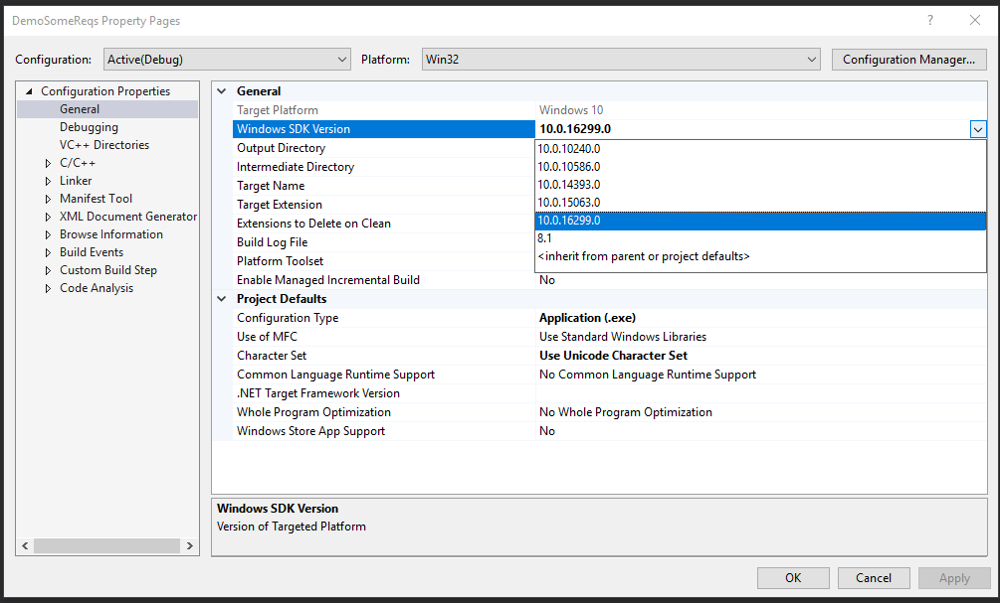 DemoSomeReqs Property Pages
?
Configuration: Active(Debug) Platform: Win32 Configuration Manager...
Configuration Properties
General
Debugging
VC++ Directories
C/C++
Linker
Manifest Tool
XML Document Generator
Browse Information
Build Events
Custom Build Step
Code Analysis
General
Target Platform Windows 10
Windows SDK Version 10.0.16299.0
Output Directory 10.0.10240.0
Intermediate Directory 10.0.10586.0
Target Name 10.0.14393.0
Target Extension 10.0.15063.0
Extensions to Delete on Clean 10.0.16299.0
Build Log File 8.1
Platform Toolset <inherit from parent or project defaults>
Enable Managed Incremental Build No
Project Defaults
Configuration Type Application (.exe)
Use of MFC Use Standard Windows Libraries
Character Set Use Unicode Character Set
Common Language Runtime Support No Common Language Runtime Support
.NET Target Framework Version
Whole Program Optimization No Whole Program Optimization
Windows Store App Support No
Windows SDK Version
Version of Targeted Platform
OK Cancel Apply